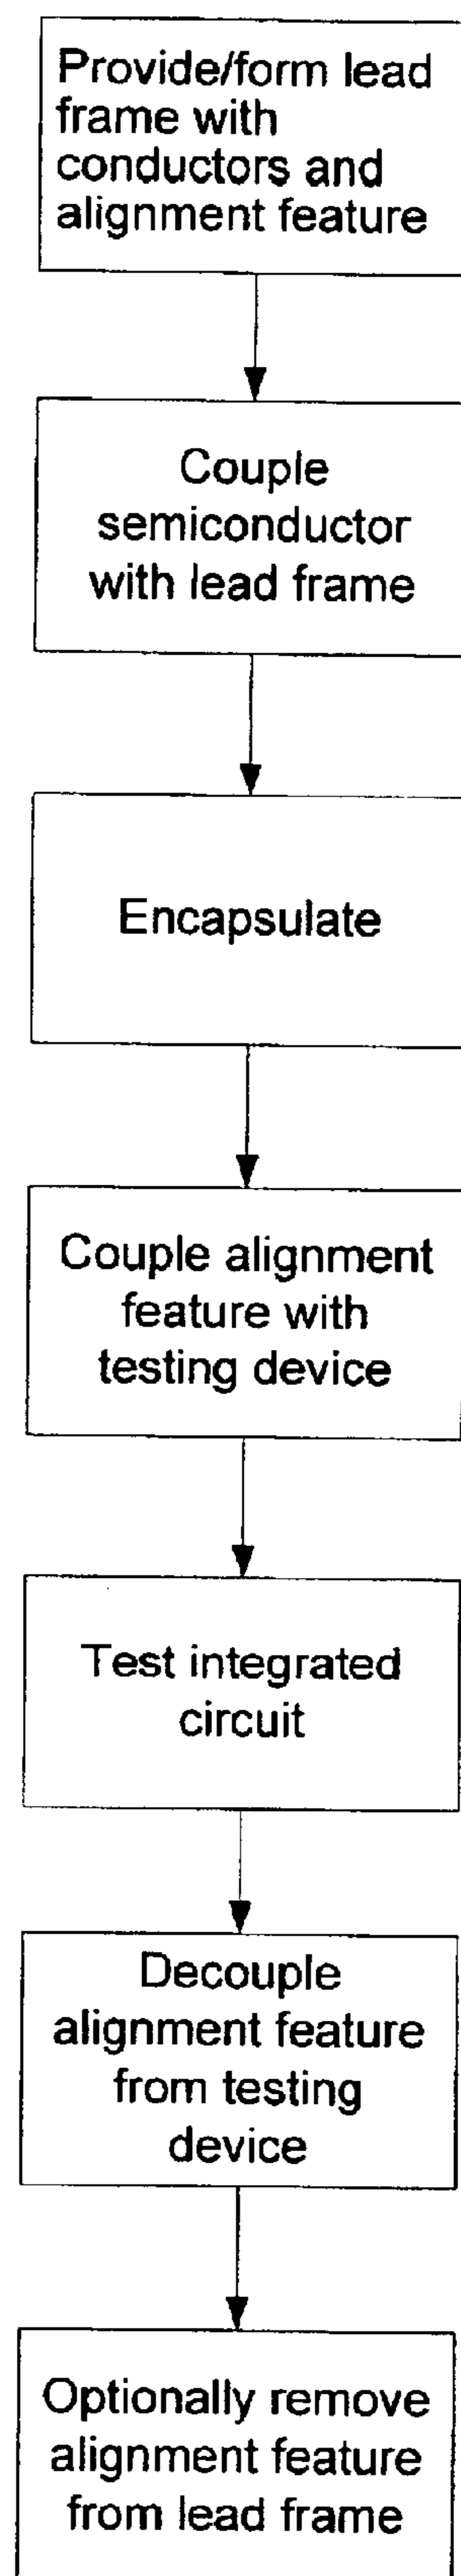 Provide/form lead
frame with
conductors and
alignment feature
Couple
semiconductor
with lead frame
Encapsulate
Couple alignment
feature with
testing device
Test integrated
circuit
Decouple
alignment feature
from testing
device
Optionally remove
alignment feature
from lead frame